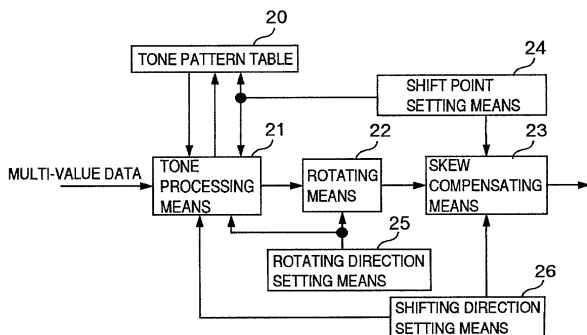 20
TONE PATTERN TABLE
24
SHIFT POINT
SETTING MEANS
21
22
23
MULTI-VALUE DATA
TONE
PROCESSING
MEANS
ROTATING
MEANS
SKEW
COMPENSATING
MEANS
25
ROTATING DIRECTION
SETTING MEANS
26
SHIFTING DIRECTION
SETTING MEANS